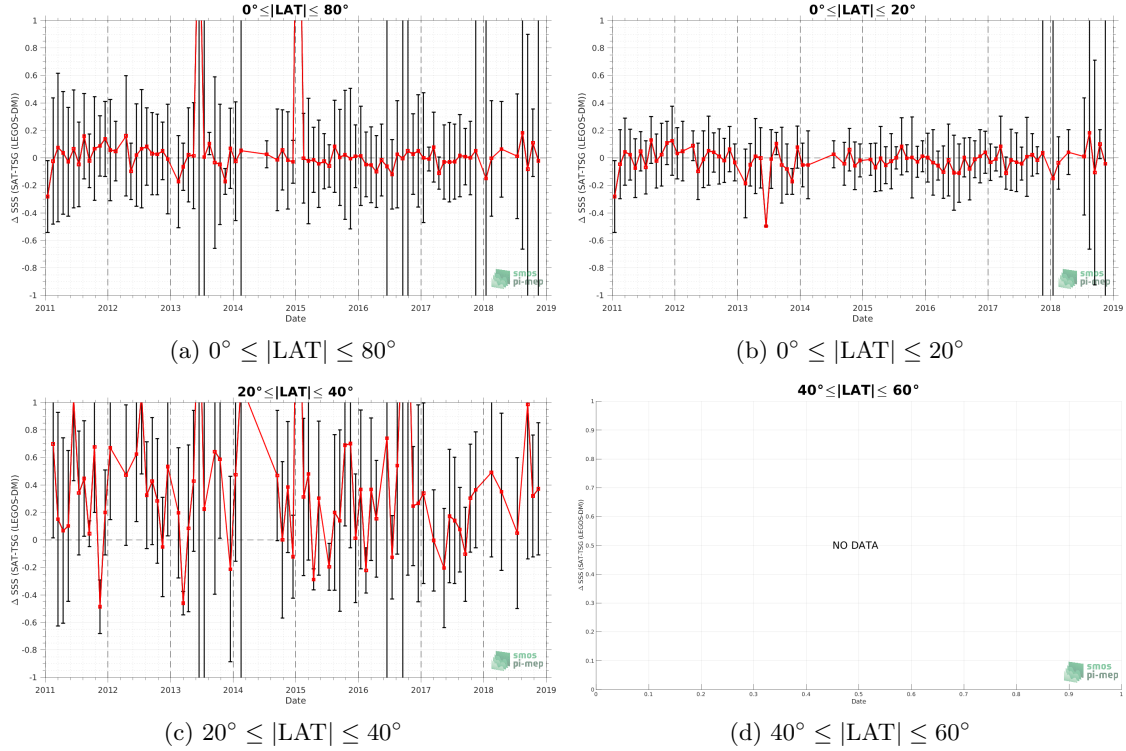 0°≤|LAT|≤ 80°
1
0.8
0.6
0.4
0.2
0
-0.2
-0.4
-0.6
-0.8
-1
Δ SSS (SAT-TSG (LEGOS-DM))
smos
pi-mep
2011 2012 2013 2014 2015 2016 2017 2018 2019
Date
(a) 0° ≤ |LAT| ≤ 80°
0°≤|LAT|≤ 20°
1
0.8
0.6
0.4
0.2
0
-0.2
-0.4
-0.6
-0.8
-1
Δ SSS (SAT-TSG (LEGOS-DM))
smos
pi-mep
2011 2012 2013 2014 2015 2016 2017 2018 2019
Date
(b) 0° ≤ |LAT| ≤ 20°
20°≤|LAT|≤ 40°
1
0.8
0.6
0.4
0.2
0
-0.2
-0.4
-0.6
-0.8
-1
Δ SSS (SAT-TSG (LEGOS-DM))
smos
pi-mep
2011 2012 2013 2014 2015 2016 2017 2018 2019
Date
(c) 20° ≤ |LAT| ≤ 40°
40°≤|LAT|≤ 60°
1
0.9
0.8
0.7
0.6
0.5
0.4
0.3
0.2
0.1
0
Δ SSS (SAT-TSG (LEGOS-DM))
NO DATA
smos
pi-mep
0 0.1 0.2 0.3 0.4 0.5 0.6 0.7 0.8 0.9 1
Date
(d) 40° ≤ |LAT| ≤ 60°